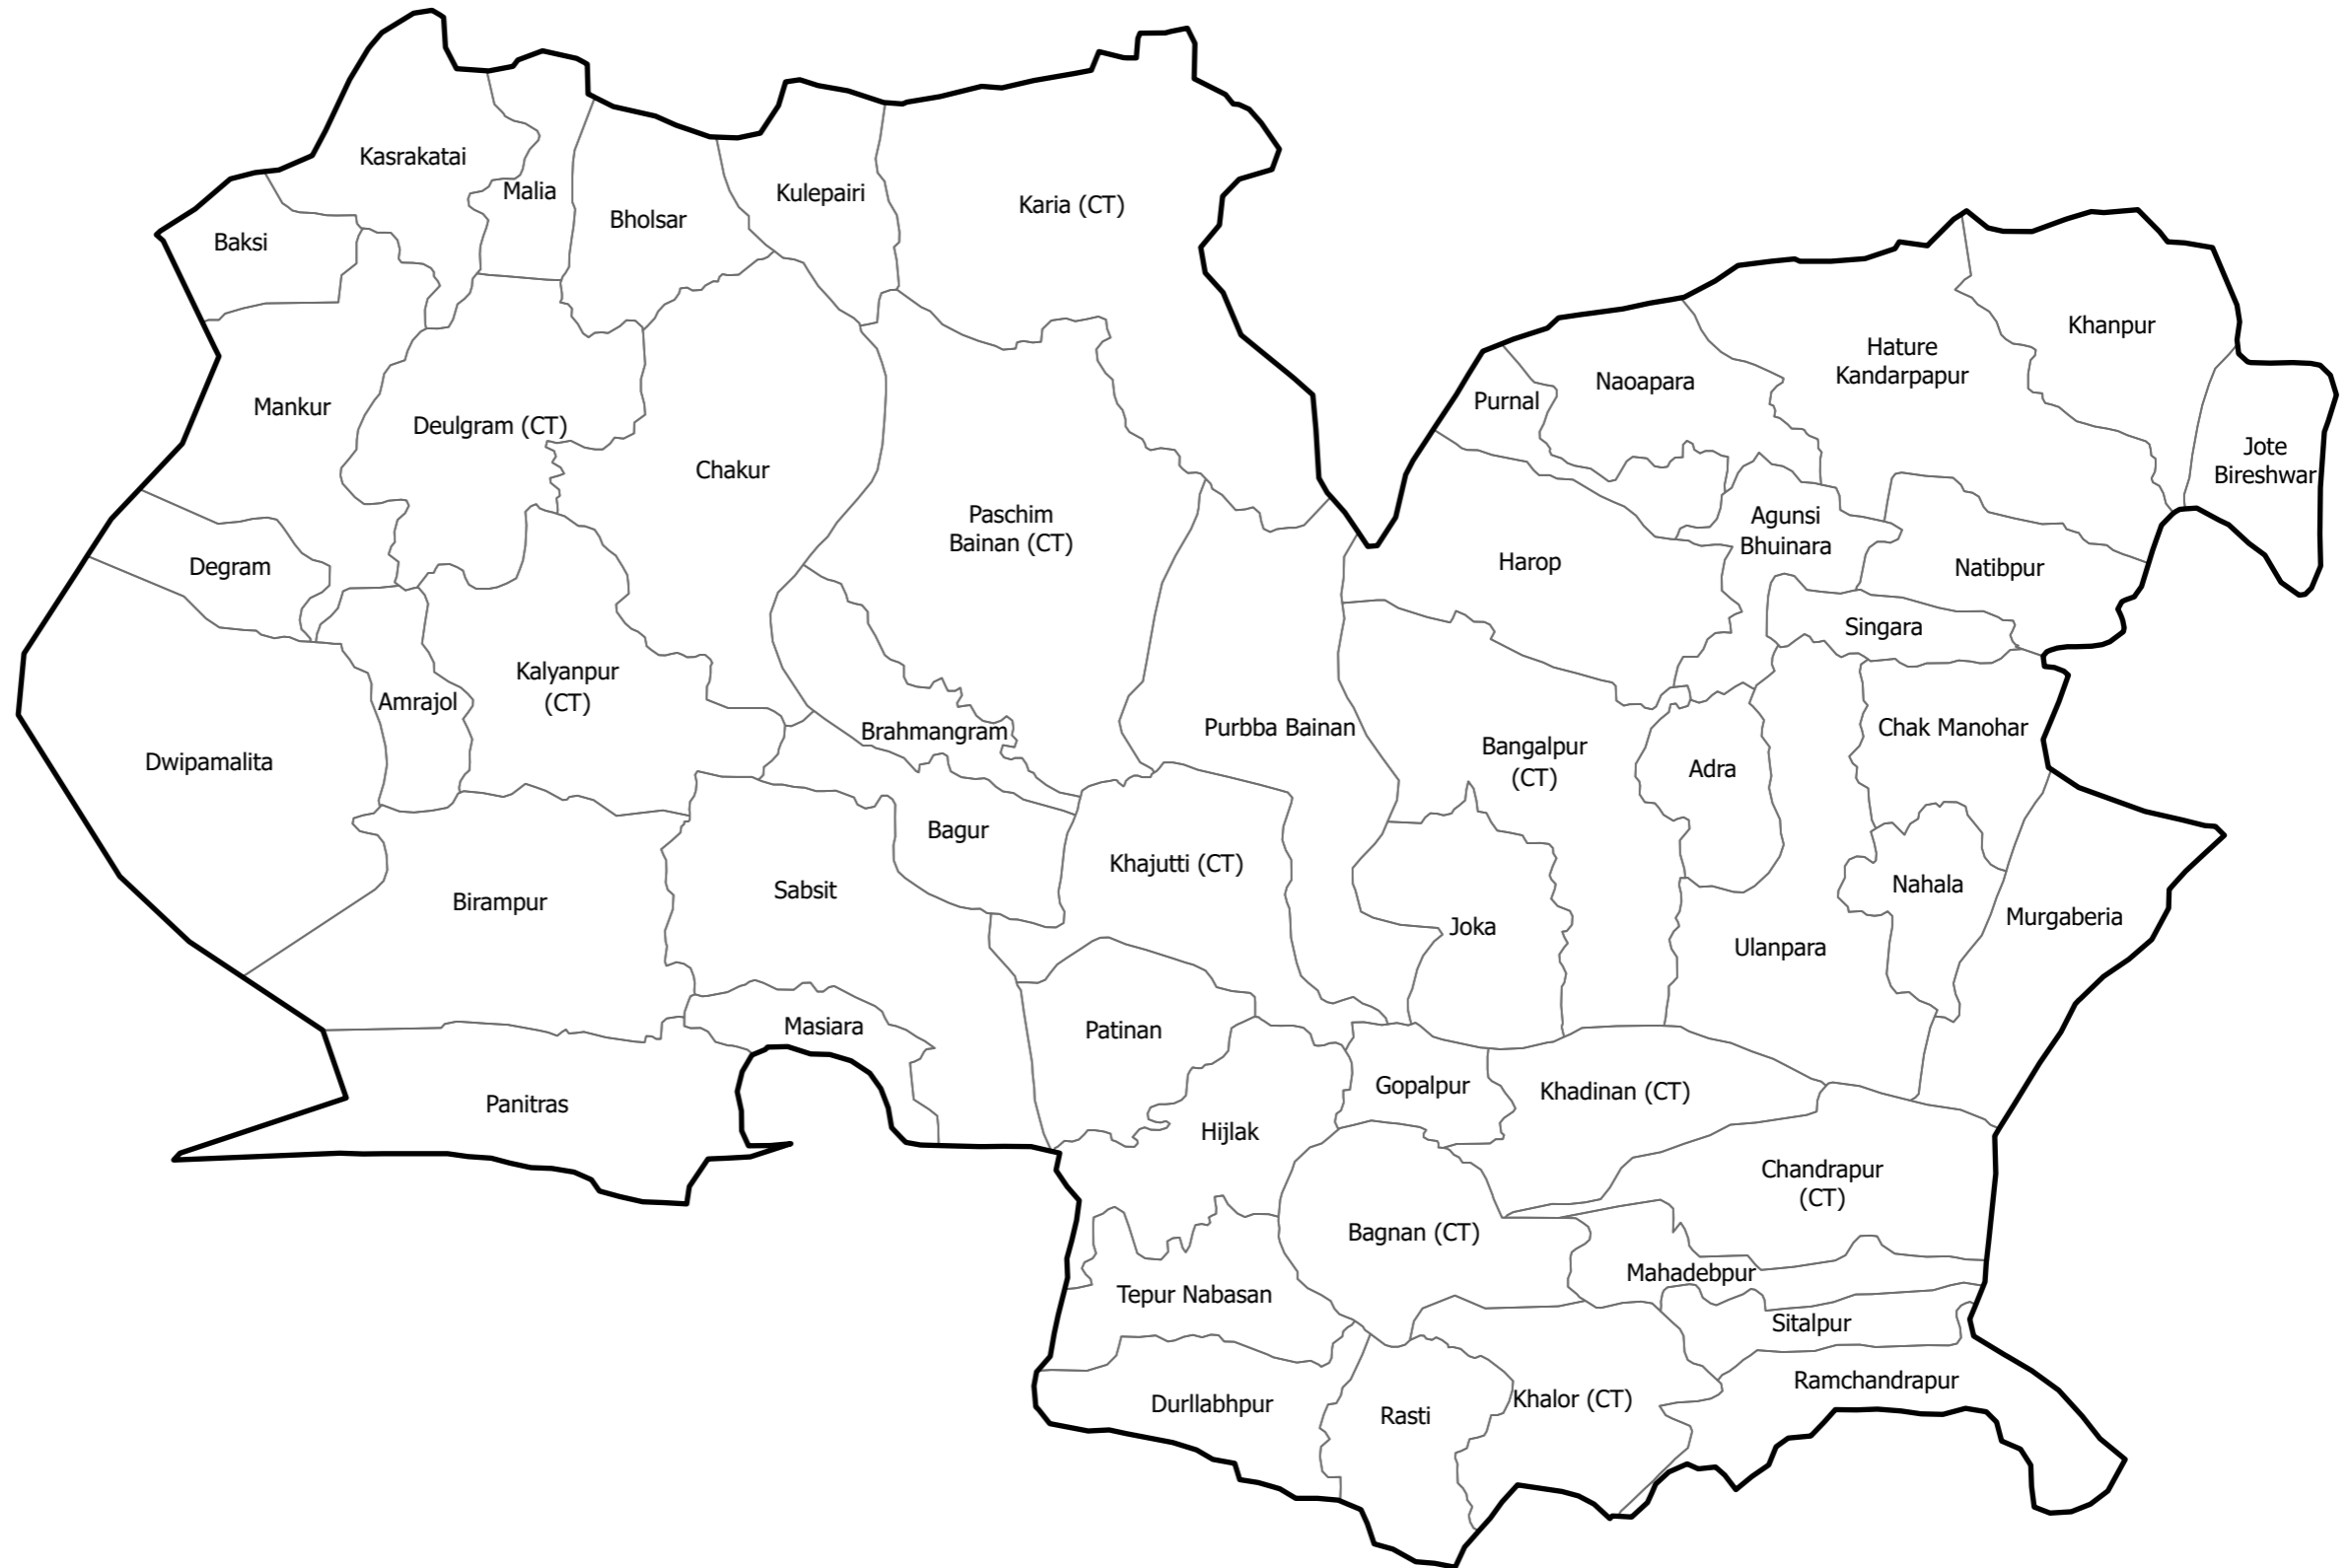 Kasrakatai
Malia
Kulepairi
Karia (CT)
Bholsar
Baksi
Khanpur
Hature
Kandarpapur
Naoapara
Purnal
Mankur
Deulgram (CT)
Jote
Bireshwar
Chakur
Paschim
Bainan (CT)
Agunsi
Bhuinara
Harop
Degram
Natibpur
Singara
Kalyanpur
(CT)
Amrajol
Brahmangram
Purbba Bainan
Chak Manohar
Bangalpur
(CT)
Dwipamalita
Adra
Bagur
Khajutti (CT)
Nahala
Sabsit
Birampur
Murgaberia
Joka
Ulanpara
Masiara
Patinan
Gopalpur
Khadinan (CT)
Panitras
Hijlak
Chandrapur
(CT)
Bagnan (CT)
Mahadebpur
Tepur Nabasan
Sitalpur
Ramchandrapur
Durllabhpur
Khalor (CT)
Rasti